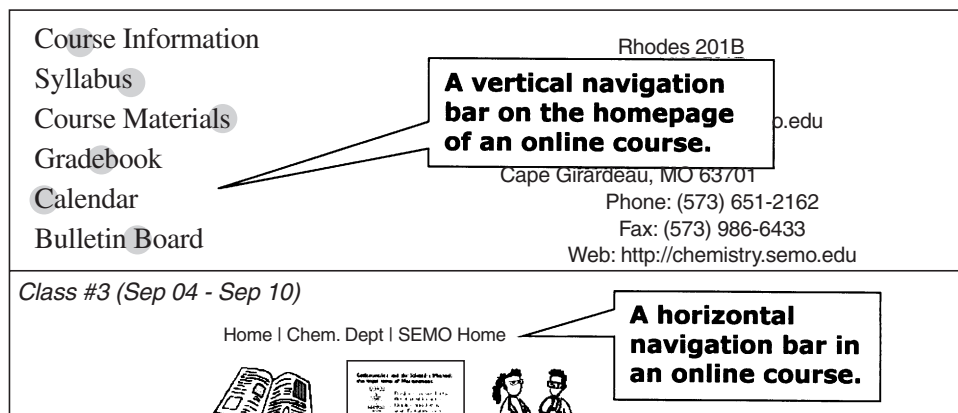 Course Information
Syllabus
Course Materials
Gradebook
Calendar
Bulletin Board
Rhodes 201B
A vertical navigation
bar on the homepage
of an online course.
o.edu
Cape Girardeau, MO 63701
Phone: (573) 651-2162
Fax: (573) 986-6433
Web: http://chemistry.semo.edu
Class #3 (Sep 04 - Sep 10)
Home | Chem. Dept | SEMO Home
A horizontal
navigation bar in
an online course.